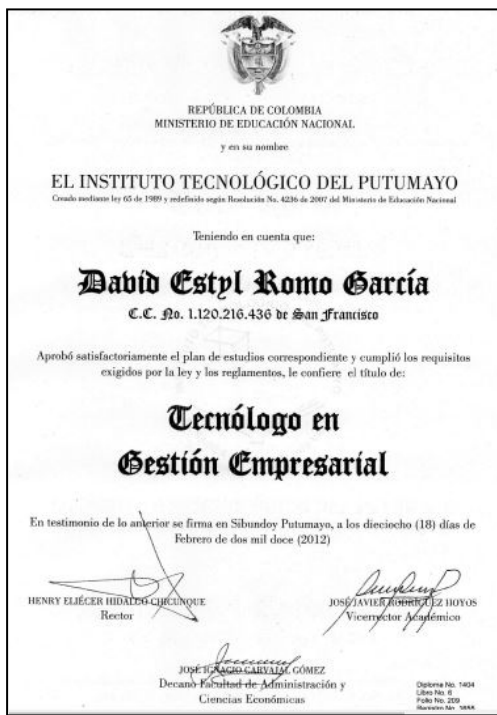 REPÚBLICA DE COLOMBIA
MINISTERIO DE EDUCACIÓN NACIONAL
y en su nombre
EL INSTITUTO TECNOLÓGICO DEL PUTUMAYO
Creado mediante ley 65 de 1989 y redefinido según Resolución No. 4236 de 2007 del Ministerio de Educación Nacional
Teniendo en cuenta que:
David Estyl Romo García
C.C. No. 1.120.216.436 de San Francisco
Aprobó satisfactoriamente el plan de estudios correspondiente y cumplió los requisitos
exigidos por la ley y los reglamentos, le confiere el título de:
Tecnólogo en
Gestión Empresarial
En testimonio de lo anterior se firma en Sibundoy Putumayo, a los dieciocho (18) días de
Febrero de dos mil doce (2012)
HENRY ELIÉCER HIDALGO CHICUNQUE
Rector
JOSÉ JAVIER RODRÍGUEZ HOYOS
Vicerrector Académico
JOSÉ IGNACIO CARVAJAL GÓMEZ
Decano Facultad de Administración y
Ciencias Económicas
Diploma No. 1404
Libro No. 6
Folio No. 209